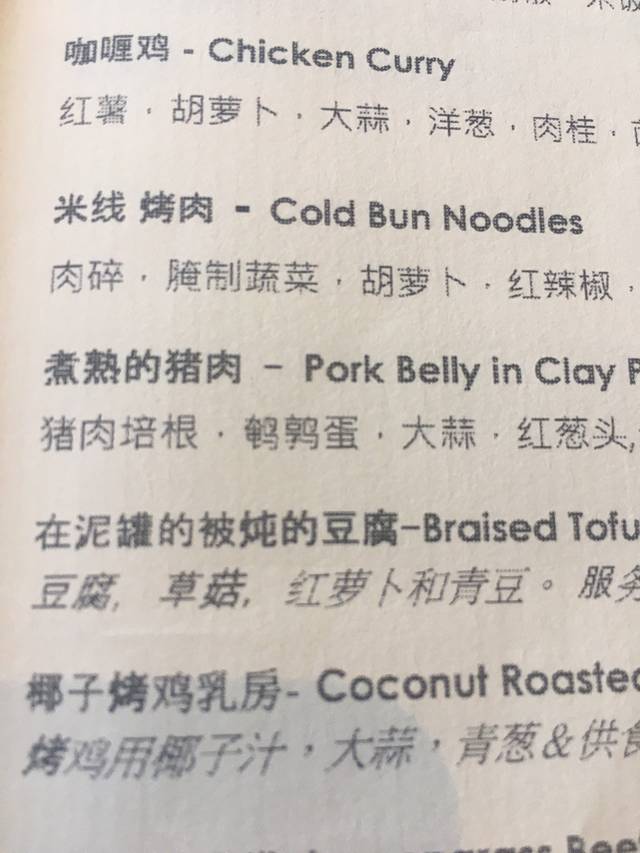 咖喱鸡 - Chicken Curry
红薯，胡萝卜，大蒜，洋葱，肉桂，
米线 烤肉 - Cold Bun Noodles
肉碎，腌制蔬菜，胡萝卜，红辣椒，
煮熟的猪肉 - Pork Belly in Clay
猪肉培根，鹌鹑蛋，大蒜，红葱头,
在泥罐的被炖的豆腐-Braised Tofu
豆腐, 草菇, 红萝卜和青豆。服务
椰子烤鸡乳房- Coconut Roasted
烤鸡用椰子汁，大蒜，青葱&供食
Beef